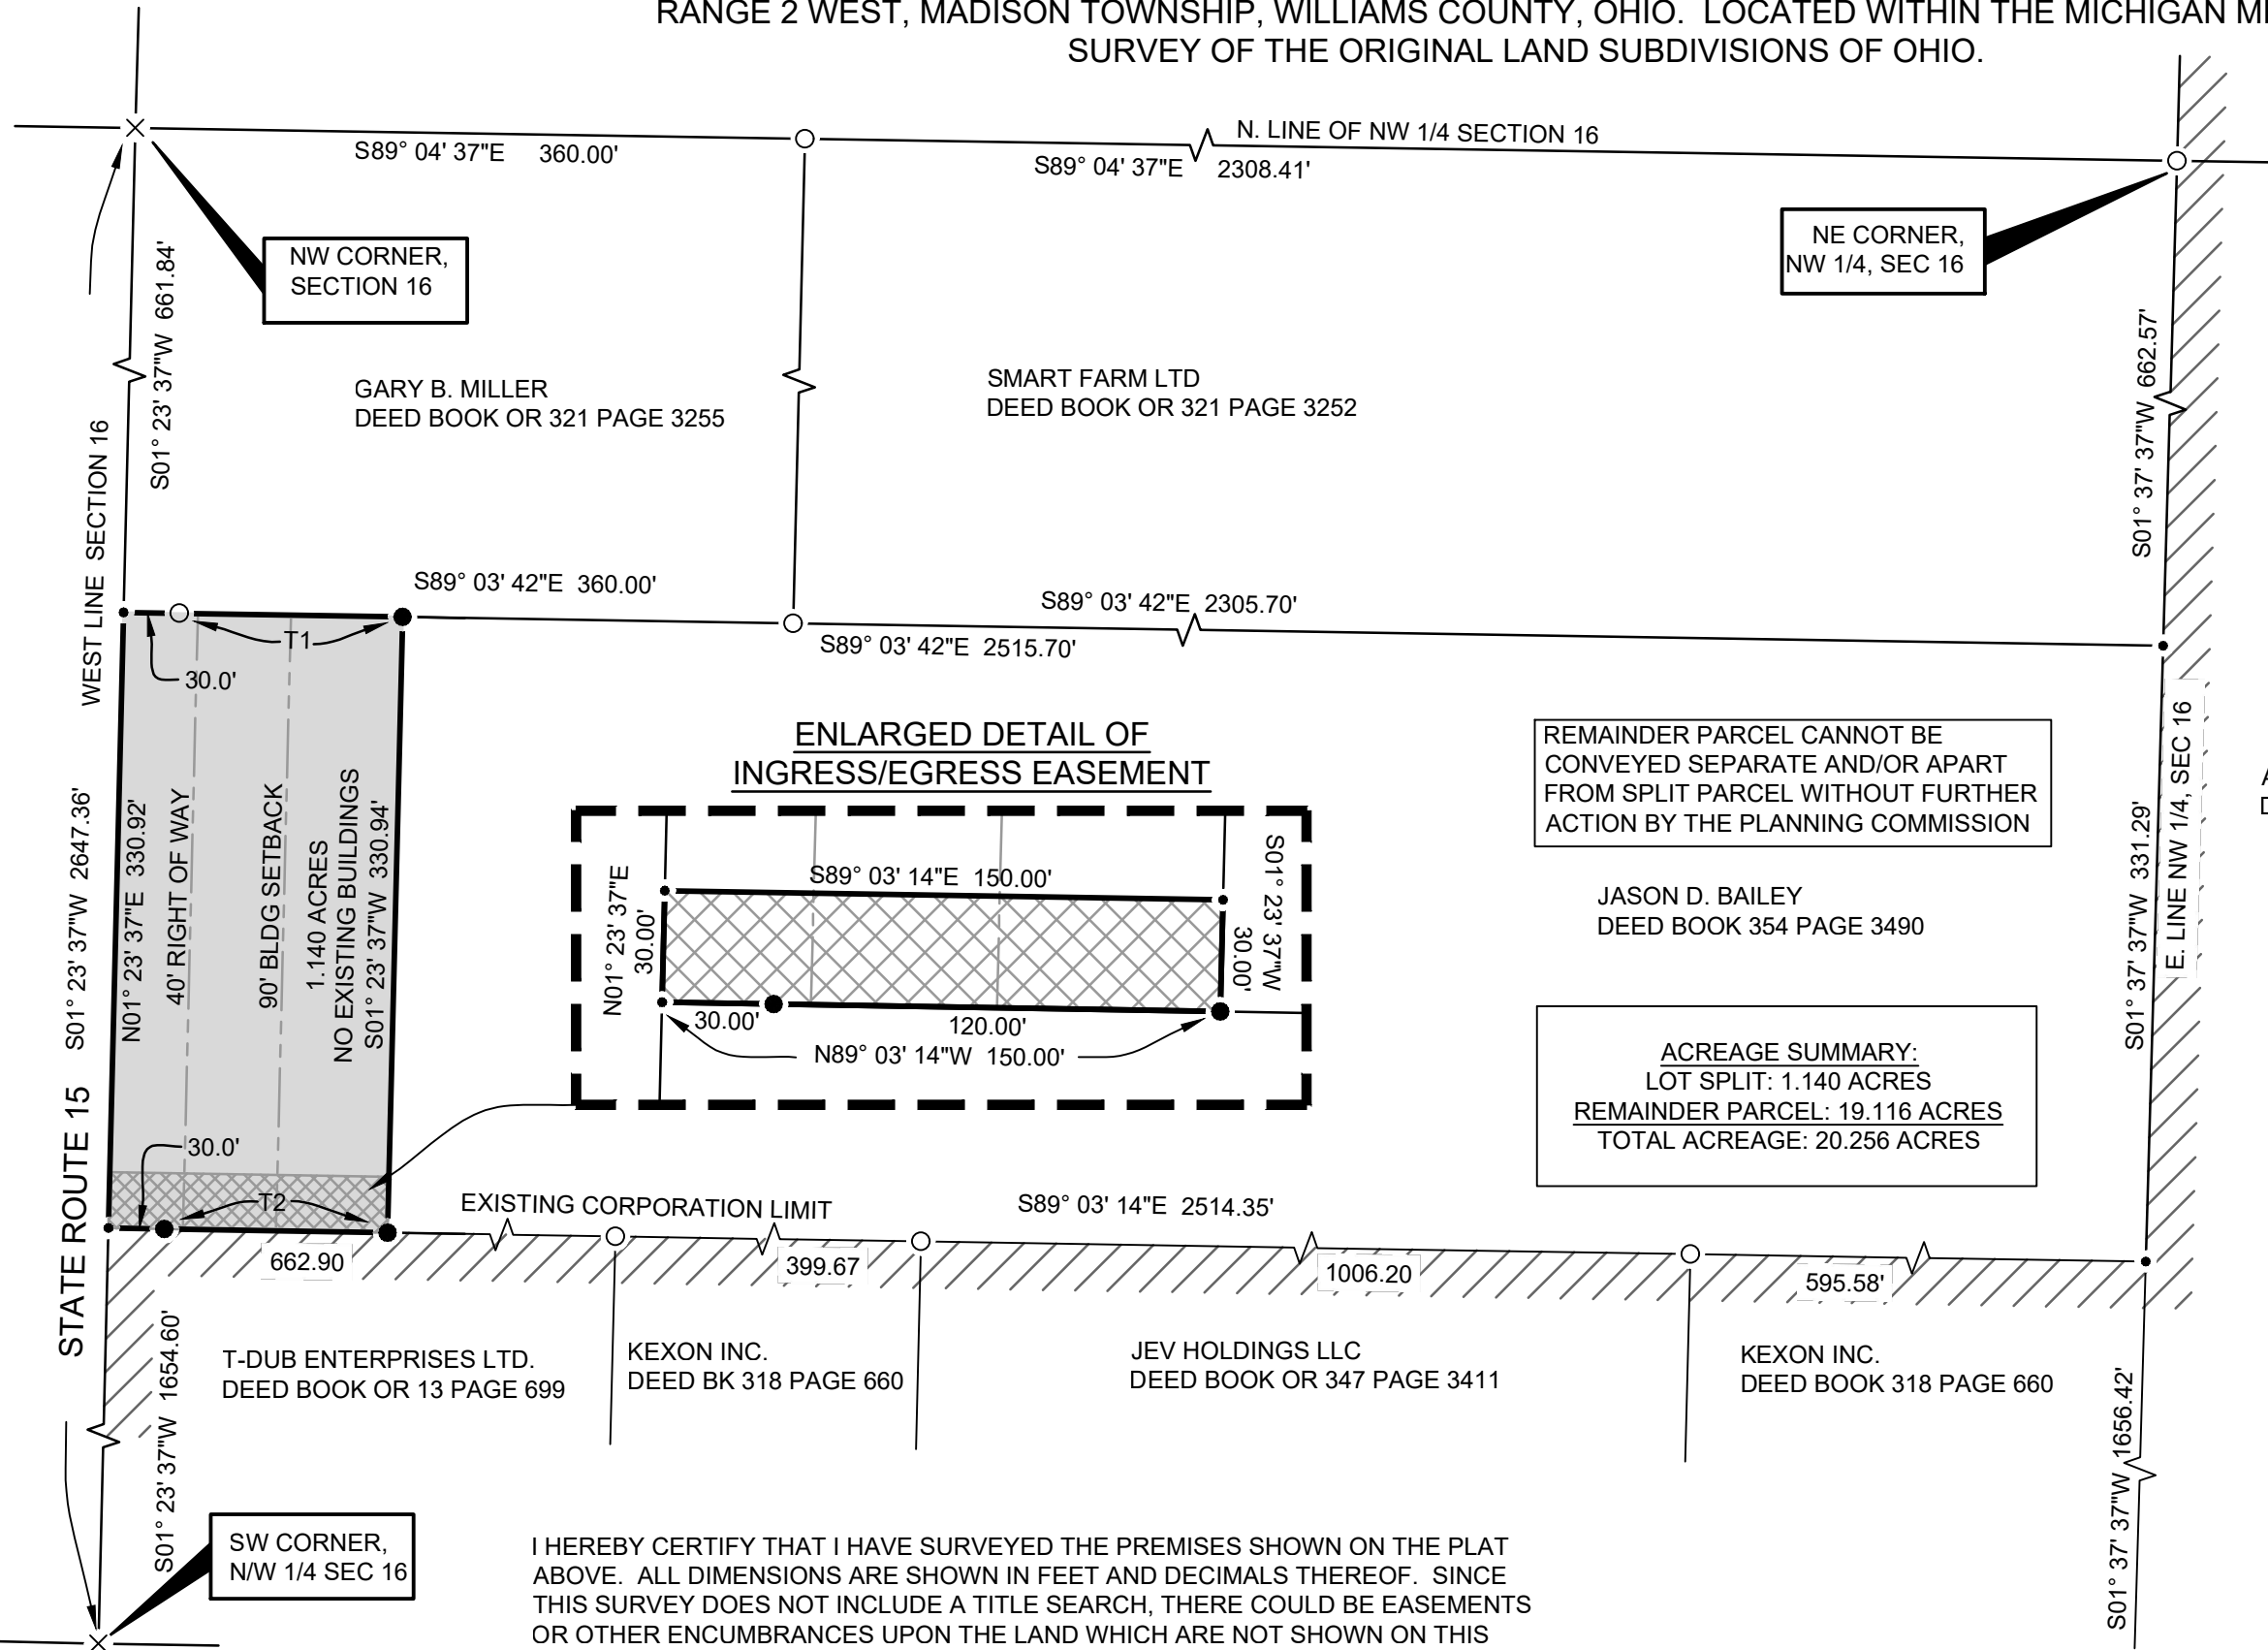 RANGE 2 WEST, MADISON TOWNSHIP, WILLIAMS COUNTY, OHIO. LOCATED WITHIN THE MICHIGAN
SURVEY OF THE ORIGINAL LAND SUBDIVISIONS OF OHIO.
N. LINE OF NW 1/4 SECTION 16
S89° 04' 37"E 360.00'
S89° 04' 37"E 2308.41'
NW CORNER,
SECTION 16
NE CORNER,
NW 1/4, SEC 16
S01° 23' 37"W 661.84'
S01° 37' 37"W 662.57'
GARY B. MILLER
DEED BOOK OR 321 PAGE 3255
SMART FARM LTD
DEED BOOK OR 321 PAGE 3252
WEST LINE SECTION 16
S89° 03' 42"E 360.00'
S89° 03' 42"E 2305.70'
S89° 03' 42"E 2515.70'
T1
30.0'
S01° 23' 37"W 2647.36'
N01° 23' 37"E 330.92'
40' RIGHT OF WAY
90' BLDG SETBACK
1.140 ACRES
NO EXISTING BUILDINGS
S01° 23' 37"W 330.94'
ENLARGED DETAIL OF
INGRESS/EGRESS EASEMENT
S89° 03' 14"E 150.00'
N01° 23' 37"E
30.00'
S01° 23' 37"W
30.00'
30.00'
120.00'
N89° 03' 14"W 150.00'
REMAINDER PARCEL CANNOT BE
CONVEYED SEPARATE AND/OR APART
FROM SPLIT PARCEL WITHOUT FURTHER
ACTION BY THE PLANNING COMMISSION
E. LINE NW 1/4, SEC 16
S01° 37' 37"W 331.29'
JASON D. BAILEY
DEED BOOK 354 PAGE 3490
ACREAGE SUMMARY:
LOT SPLIT: 1.140 ACRES
REMAINDER PARCEL: 19.116 ACRES
TOTAL ACREAGE: 20.256 ACRES
STATE ROUTE 15
30.0'
T2
EXISTING CORPORATION LIMIT
S89° 03' 14"E 2514.35'
662.90
399.67
1006.20
595.58'
S01° 23' 37"W 1654.60'
T-DUB ENTERPRISES LTD.
DEED BOOK OR 13 PAGE 699
KEXON INC.
DEED BK 318 PAGE 660
JEV HOLDINGS LLC
DEED BOOK OR 347 PAGE 3411
KEXON INC.
DEED BOOK 318 PAGE 660
S01° 37' 37"W 1656.42'
SW CORNER,
N/W 1/4 SEC 16
I HEREBY CERTIFY THAT I HAVE SURVEYED THE PREMISES SHOWN ON THE PLAT
ABOVE. ALL DIMENSIONS ARE SHOWN IN FEET AND DECIMALS THEREOF. SINCE
THIS SURVEY DOES NOT INCLUDE A TITLE SEARCH, THERE COULD BE EASEMENTS
OR OTHER ENCUMBRANCES UPON THE LAND WHICH ARE NOT SHOWN ON THIS